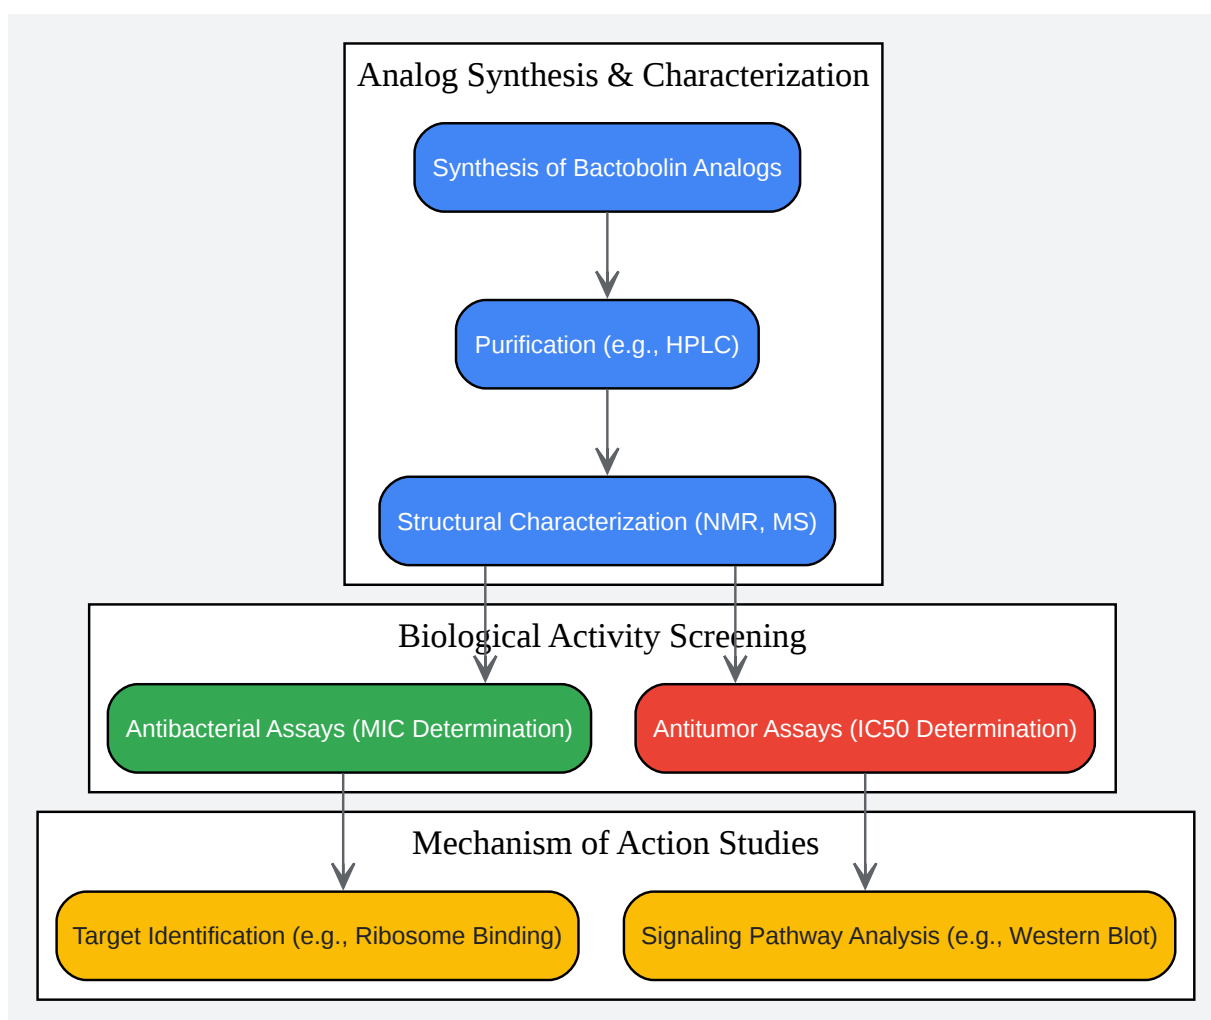 Analog Synthesis & Characterization
Synthesis of Bactobolin Analogs
Purification (e.g., HPLC)
Structural Characterization (NMR, MS)
Biological Activity Screening
Antibacterial Assays (MIC Determination)
Antitumor Assays (IC50 Determination)
Mechanism of Action Studies
Target Identification (e.g., Ribosome Binding)
Signaling Pathway Analysis (e.g., Western Blot)